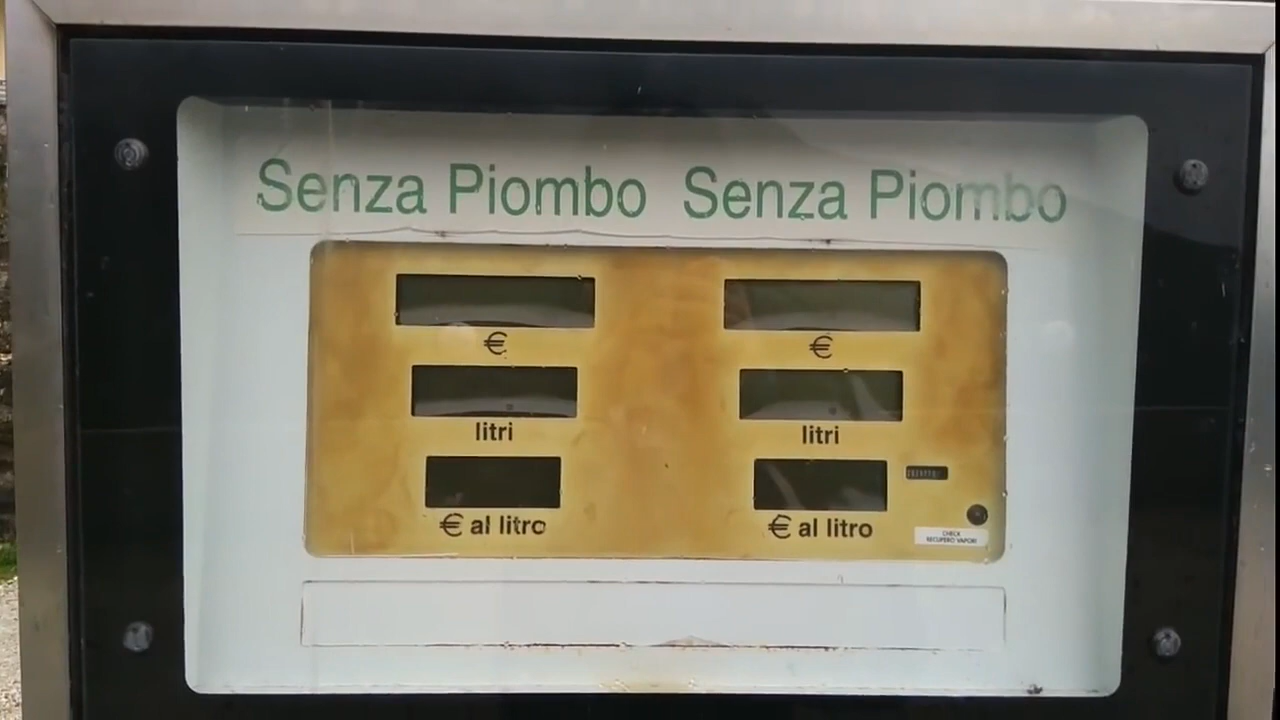 Senza Piombo Senza Piombo
€ €
litri litri
€ al litro € al litro
CHECK
RECUPERO VAPORI